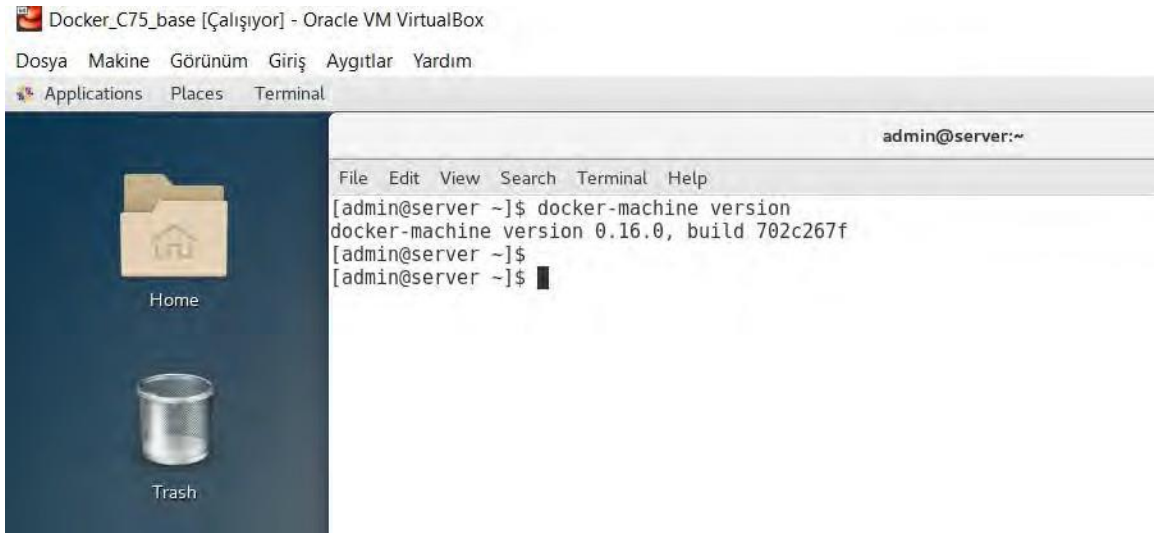 Docker_C75_base [Çalışıyor] - Oracle VM VirtualBox
Dosya Makine Görünüm Giriş Aygıtlar Yardım
Applications Places Terminal
admin@server:~
File Edit View Search Terminal Help
[admin@server ~]$ docker-machine version
docker-machine version 0.16.0, build 702c267f
[admin@server ~]$
[admin@server ~]$
Home
Trash